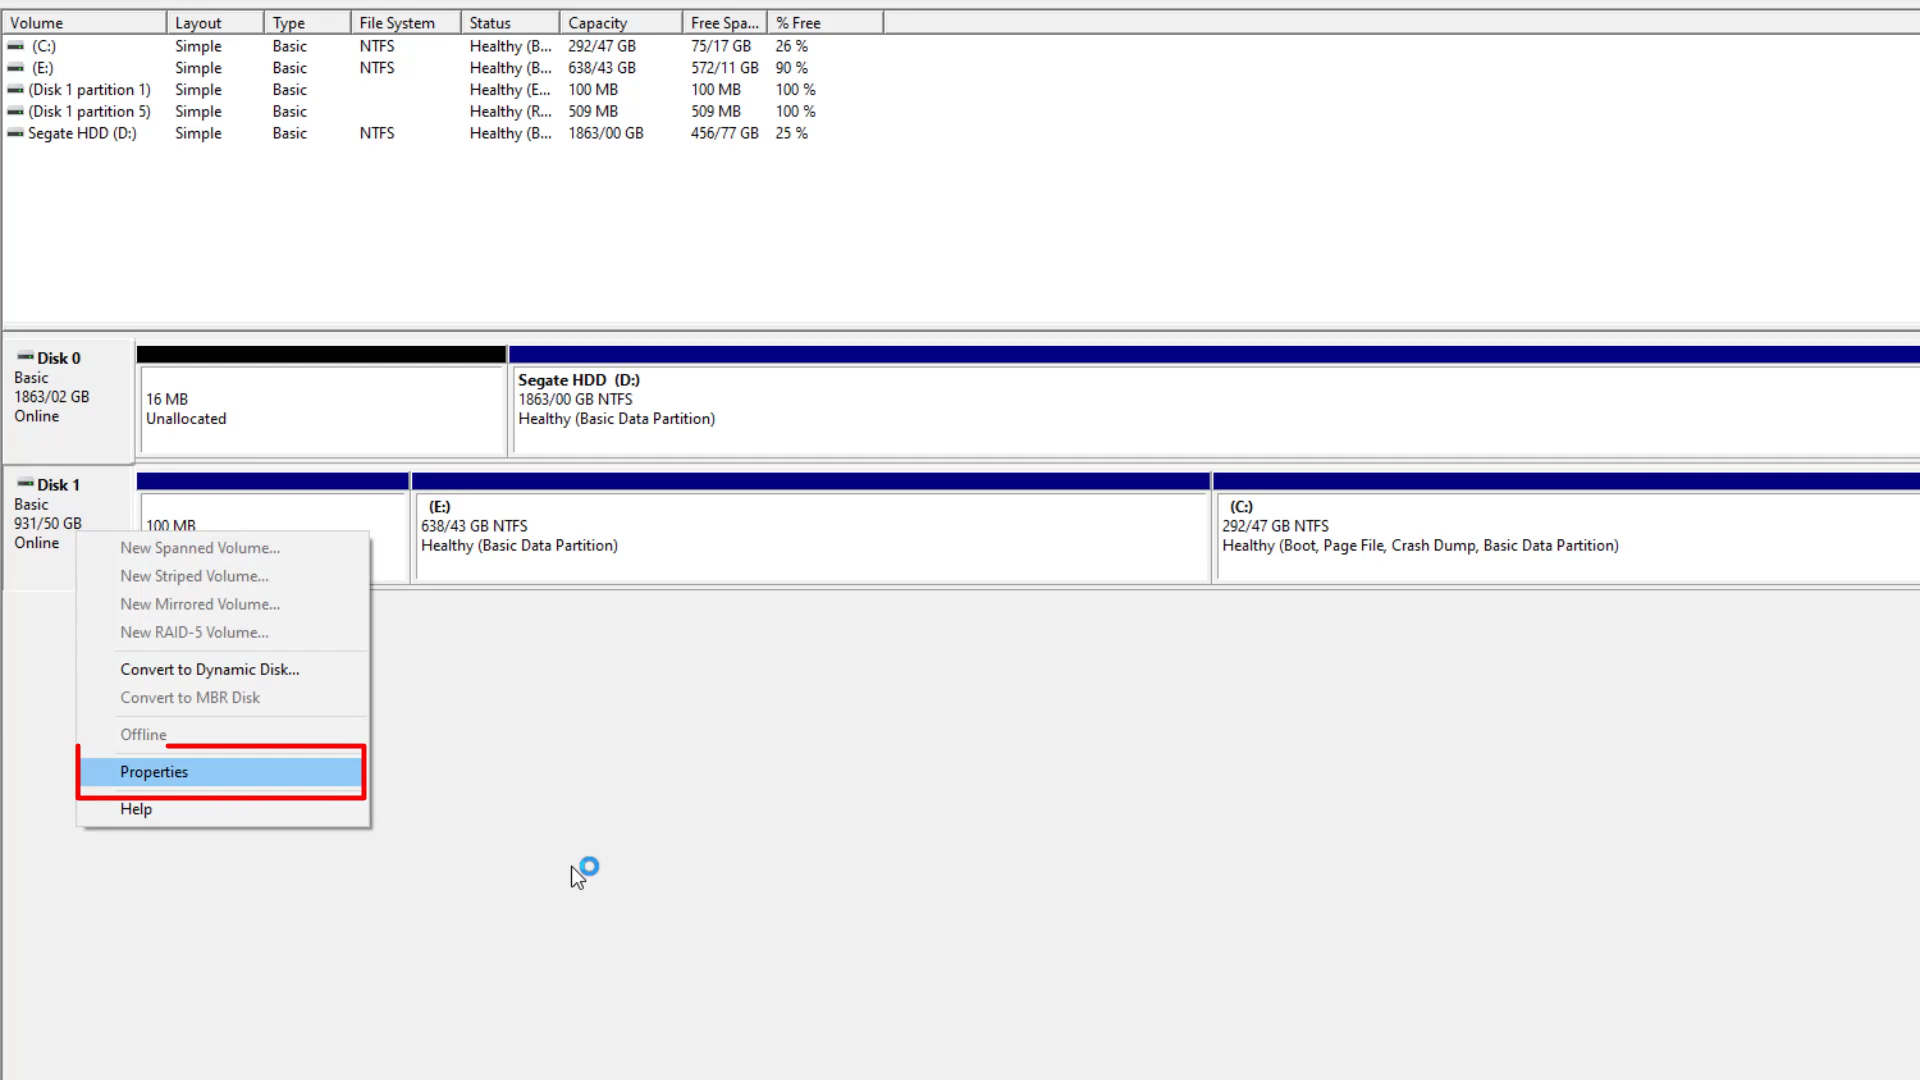 Volume Layout Type File System Status Capacity Free Spa... % Free
(C:) Simple Basic NTFS Healthy (B... 292/47 GB 75/17 GB 26 %
(E:) Simple Basic NTFS Healthy (B... 638/43 GB 572/11 GB 90 %
(Disk 1 partition 1) Simple Basic Healthy (E... 100 MB 100 MB 100 %
(Disk 1 partition 5) Simple Basic Healthy (R... 509 MB 509 MB 100 %
Segate HDD (D:) Simple Basic NTFS Healthy (B... 1863/00 GB 456/77 GB 25 %
Disk 0
Basic
1863/02 GB
Online
16 MB
Unallocated
Segate HDD (D:)
1863/00 GB NTFS
Healthy (Basic Data Partition)
Disk 1
Basic
931/50 GB
Online
100 MB
(E:)
638/43 GB NTFS
Healthy (Basic Data Partition)
(C:)
292/47 GB NTFS
Healthy (Boot, Page File, Crash Dump, Basic Data Partition)
New Spanned Volume...
New Striped Volume...
New Mirrored Volume...
New RAID-5 Volume...
Convert to Dynamic Disk...
Convert to MBR Disk
Offline
Properties
Help